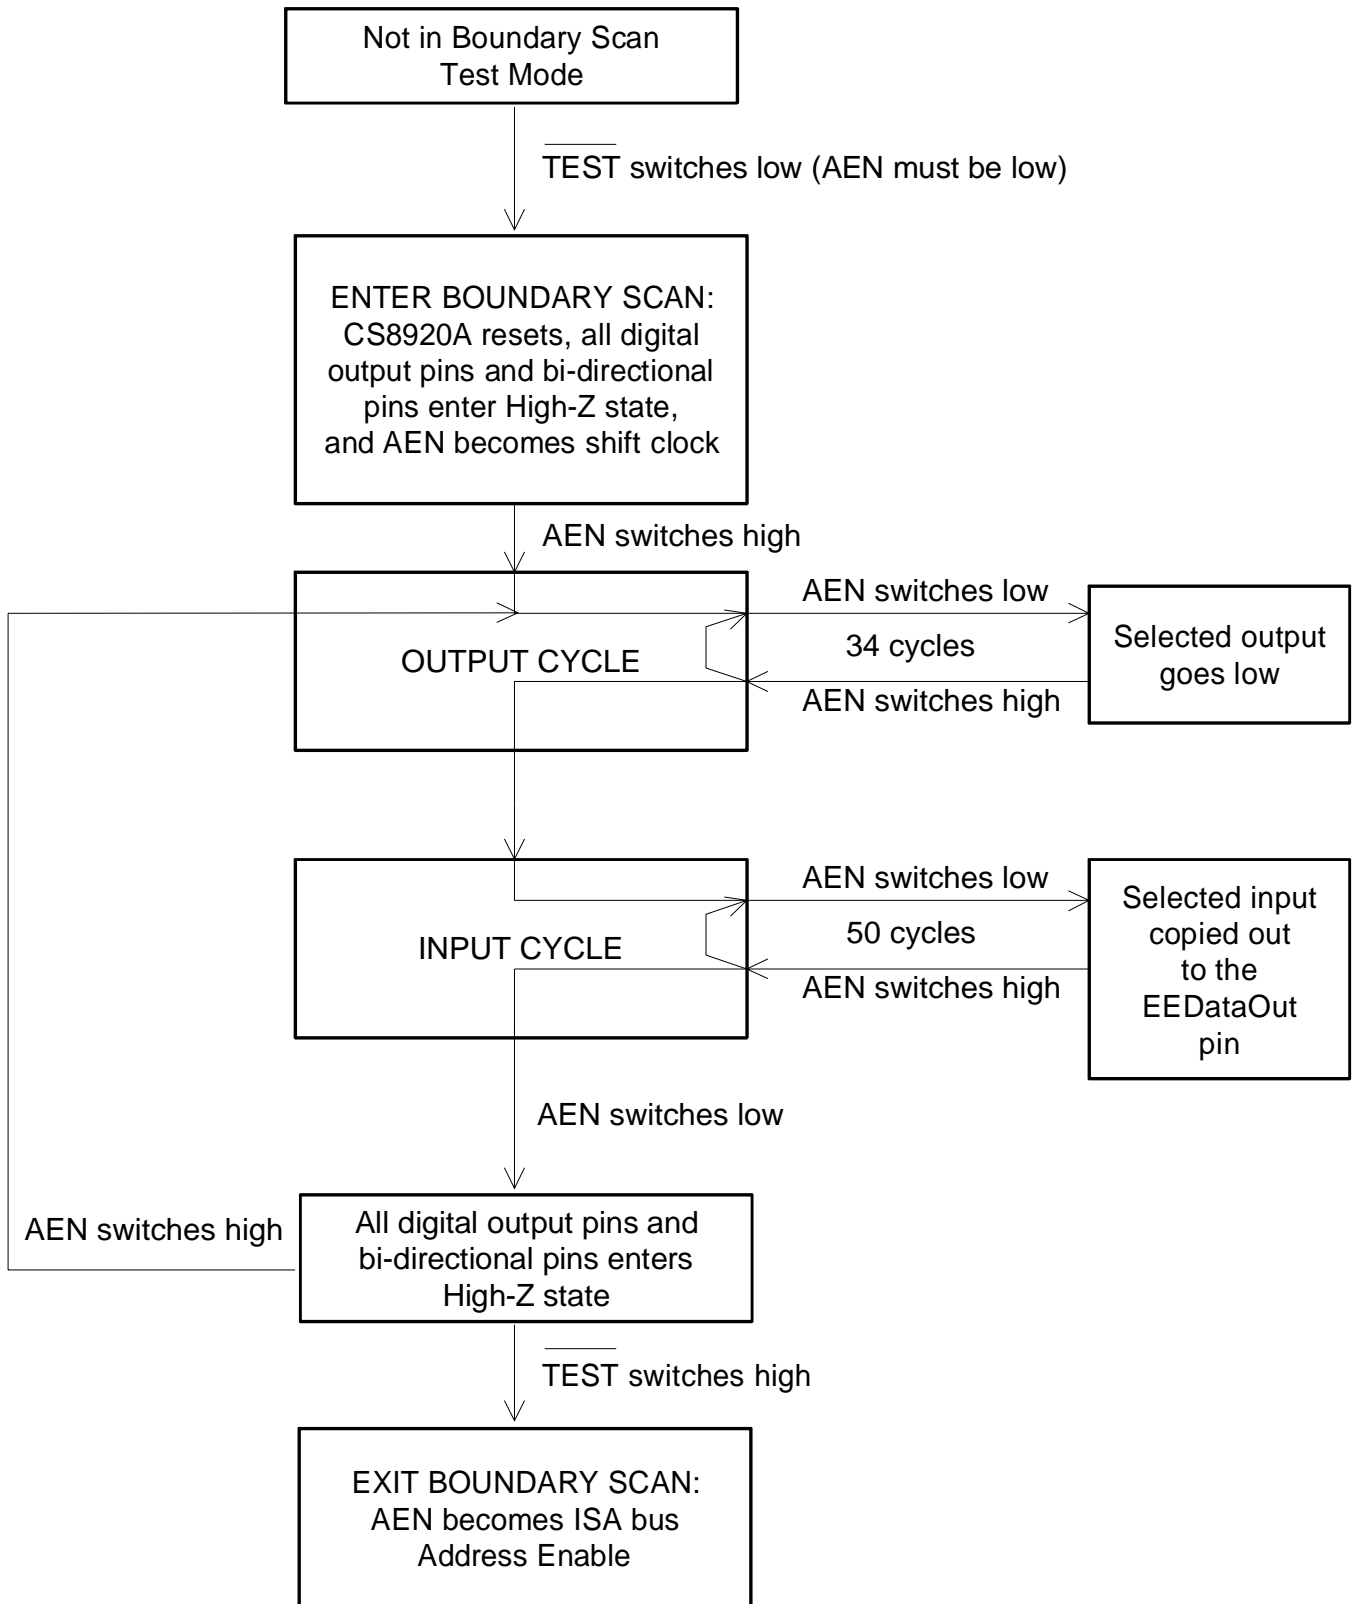 Not in Boundary Scan
Test Mode
TEST switches low (AEN must be low)
ENTER BOUNDARY SCAN:
CS8920A resets, all digital
output pins and bi-directional
pins enter High-Z state,
and AEN becomes shift clock
AEN switches high
OUTPUT CYCLE
AEN switches low
34 cycles
AEN switches high
Selected output
goes low
INPUT CYCLE
AEN switches low
50 cycles
AEN switches high
Selected input
copied out
to the
EEDataOut
pin
AEN switches low
AEN switches high
All digital output pins and
bi-directional pins enters
High-Z state
TEST switches high
EXIT BOUNDARY SCAN:
AEN becomes ISA bus
Address Enable